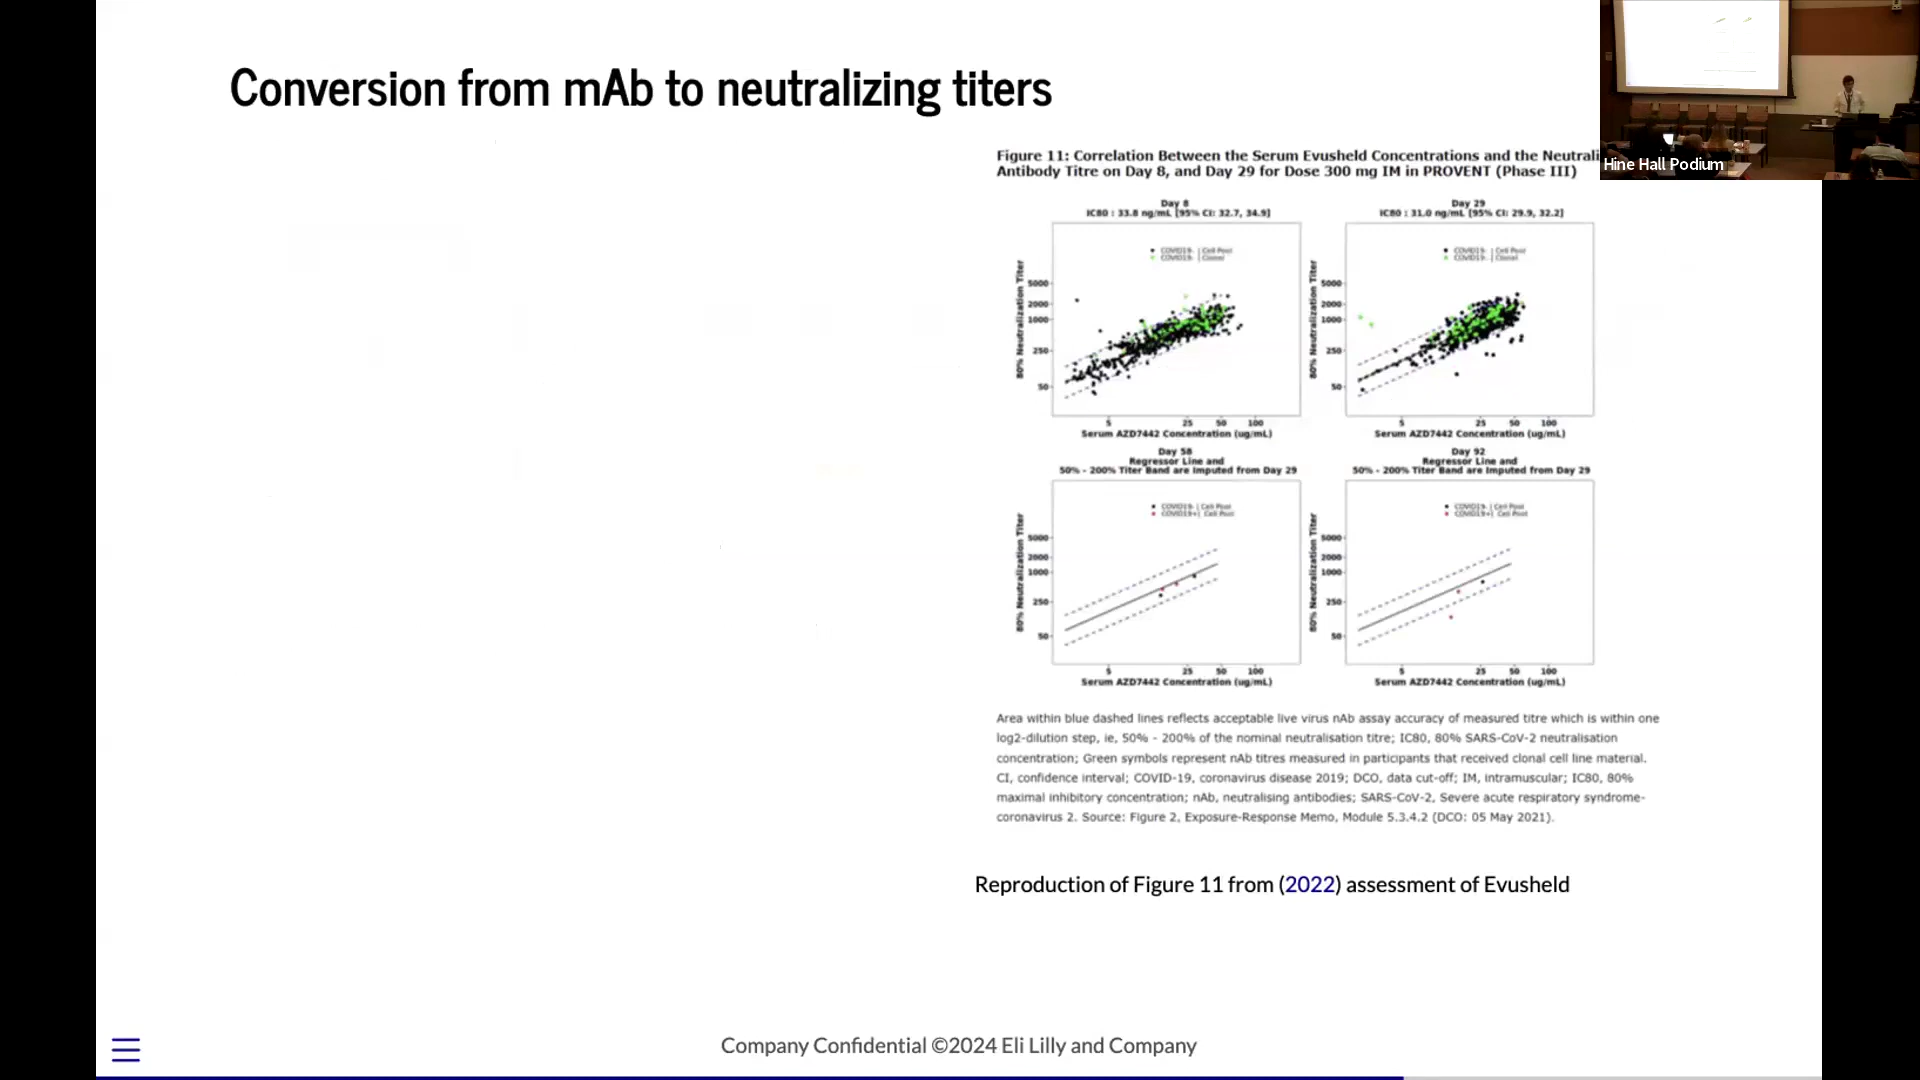 Conversion from mAb to neutralizing titers
Hine Hall Podium
Figure 11: Correlation Between the Serum Evusheld Concentrations and the Neutrali
Antibody Titre on Day 8, and Day 29 for Dose 300 mg IM in PROVENT (Phase III)
Day 8
IC80 : 33.8 ng/mL [95% CI: 32.7, 34.9]
COVID19- | Cell Pool
COVID19- | Clonal
80% Neutralization Titer
5000
2000
1000
250
50
5 25 50 100
Serum AZD7442 Concentration (ug/mL)
Day 29
IC80 : 31.0 ng/mL [95% CI: 29.9, 32.2]
COVID19- | Cell Pool
COVID19- | Clonal
80% Neutralization Titer
5000
2000
1000
250
50
5 25 50 100
Serum AZD7442 Concentration (ug/mL)
Day 58
Regressor Line and
50% - 200% Titer Band are Imputed from Day 29
COVID19- | Cell Pool
COVID19+| Cell Pool
80% Neutralization Titer
5000
2000
1000
250
50
5 25 50 100
Serum AZD7442 Concentration (ug/mL)
Day 92
Regressor Line and
50% - 200% Titer Band are Imputed from Day 29
COVID19- | Cell Pool
COVID19+| Cell Pool
80% Neutralization Titer
5000
2000
1000
250
50
5 25 50 100
Serum AZD7442 Concentration (ug/mL)
Area within blue dashed lines reflects acceptable live virus nAb assay accuracy of measured titre which is within one
log2-dilution step, ie, 50% - 200% of the nominal neutralisation titre; IC80, 80% SARS-CoV-2 neutralisation
concentration; Green symbols represent nAb titres measured in participants that received clonal cell line material.
CI, confidence interval; COVID-19, coronavirus disease 2019; DCO, data cut-off; IM, intramuscular; IC80, 80%
maximal inhibitory concentration; nAb, neutralising antibodies; SARS-CoV-2, Severe acute respiratory syndrome-
coronavirus 2. Source: Figure 2, Exposure-Response Memo, Module 5.3.4.2 (DCO: 05 May 2021).
Reproduction of Figure 11 from (2022) assessment of Evusheld
Company Confidential ©2024 Eli Lilly and Company